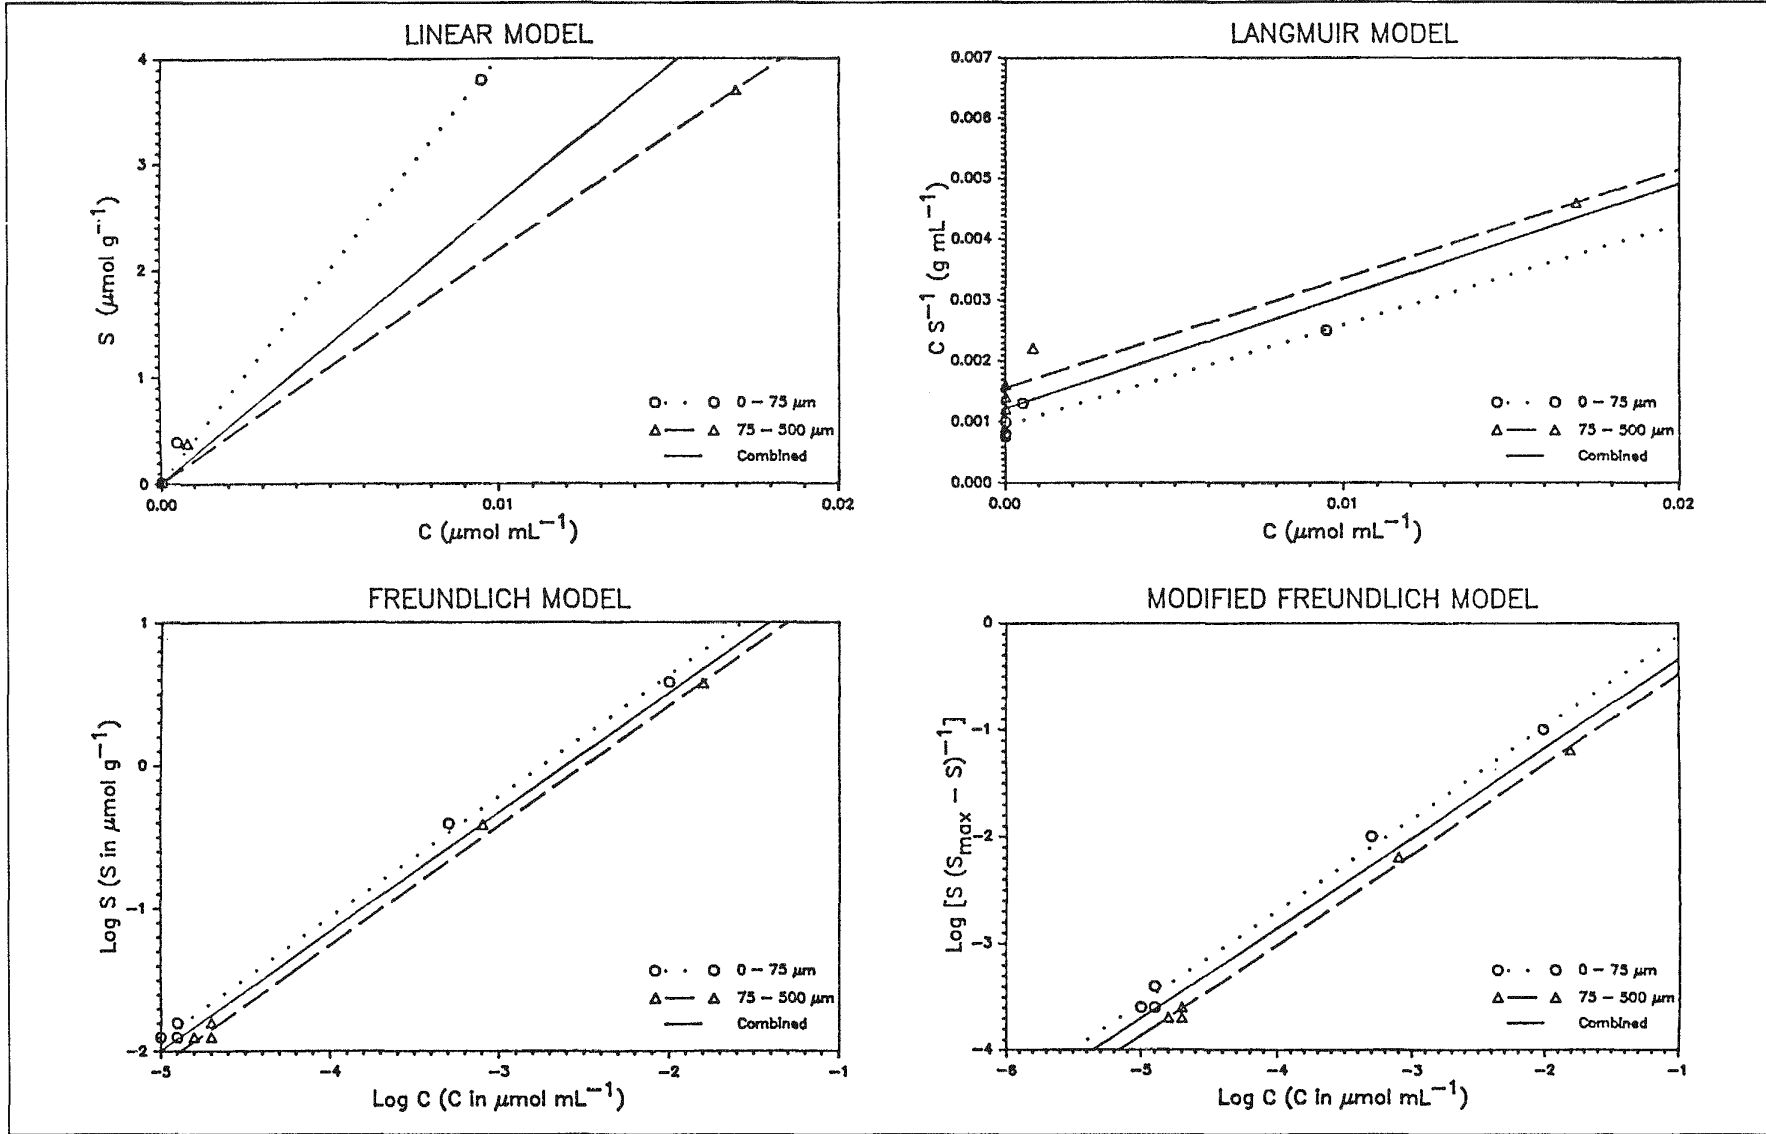 LINEAR MODEL
4
3
2
1
0
S (μmol g⁻¹)
0 – 75 μm
75 – 500 μm
Combined
0.00
0.01
0.02
C (μmol mL⁻¹)
LANGMUIR MODEL
0.007
0.006
0.005
0.004
0.003
0.002
0.001
0.000
C S⁻¹ (g mL⁻¹)
0 – 75 μm
75 – 500 μm
Combined
0.00
0.01
0.02
C (μmol mL⁻¹)
FREUNDLICH MODEL
1
0
−1
−2
Log S (S in μmol g⁻¹)
0 – 75 μm
75 – 500 μm
Combined
−5
−4
−3
−2
−1
Log C (C in μmol mL⁻¹)
MODIFIED FREUNDLICH MODEL
0
−1
−2
−3
−4
Log [S (Smax – S)⁻¹]
0 – 75 μm
75 – 500 μm
Combined
−6
−5
−4
−3
−2
−1
Log C (C in μmol mL⁻¹)